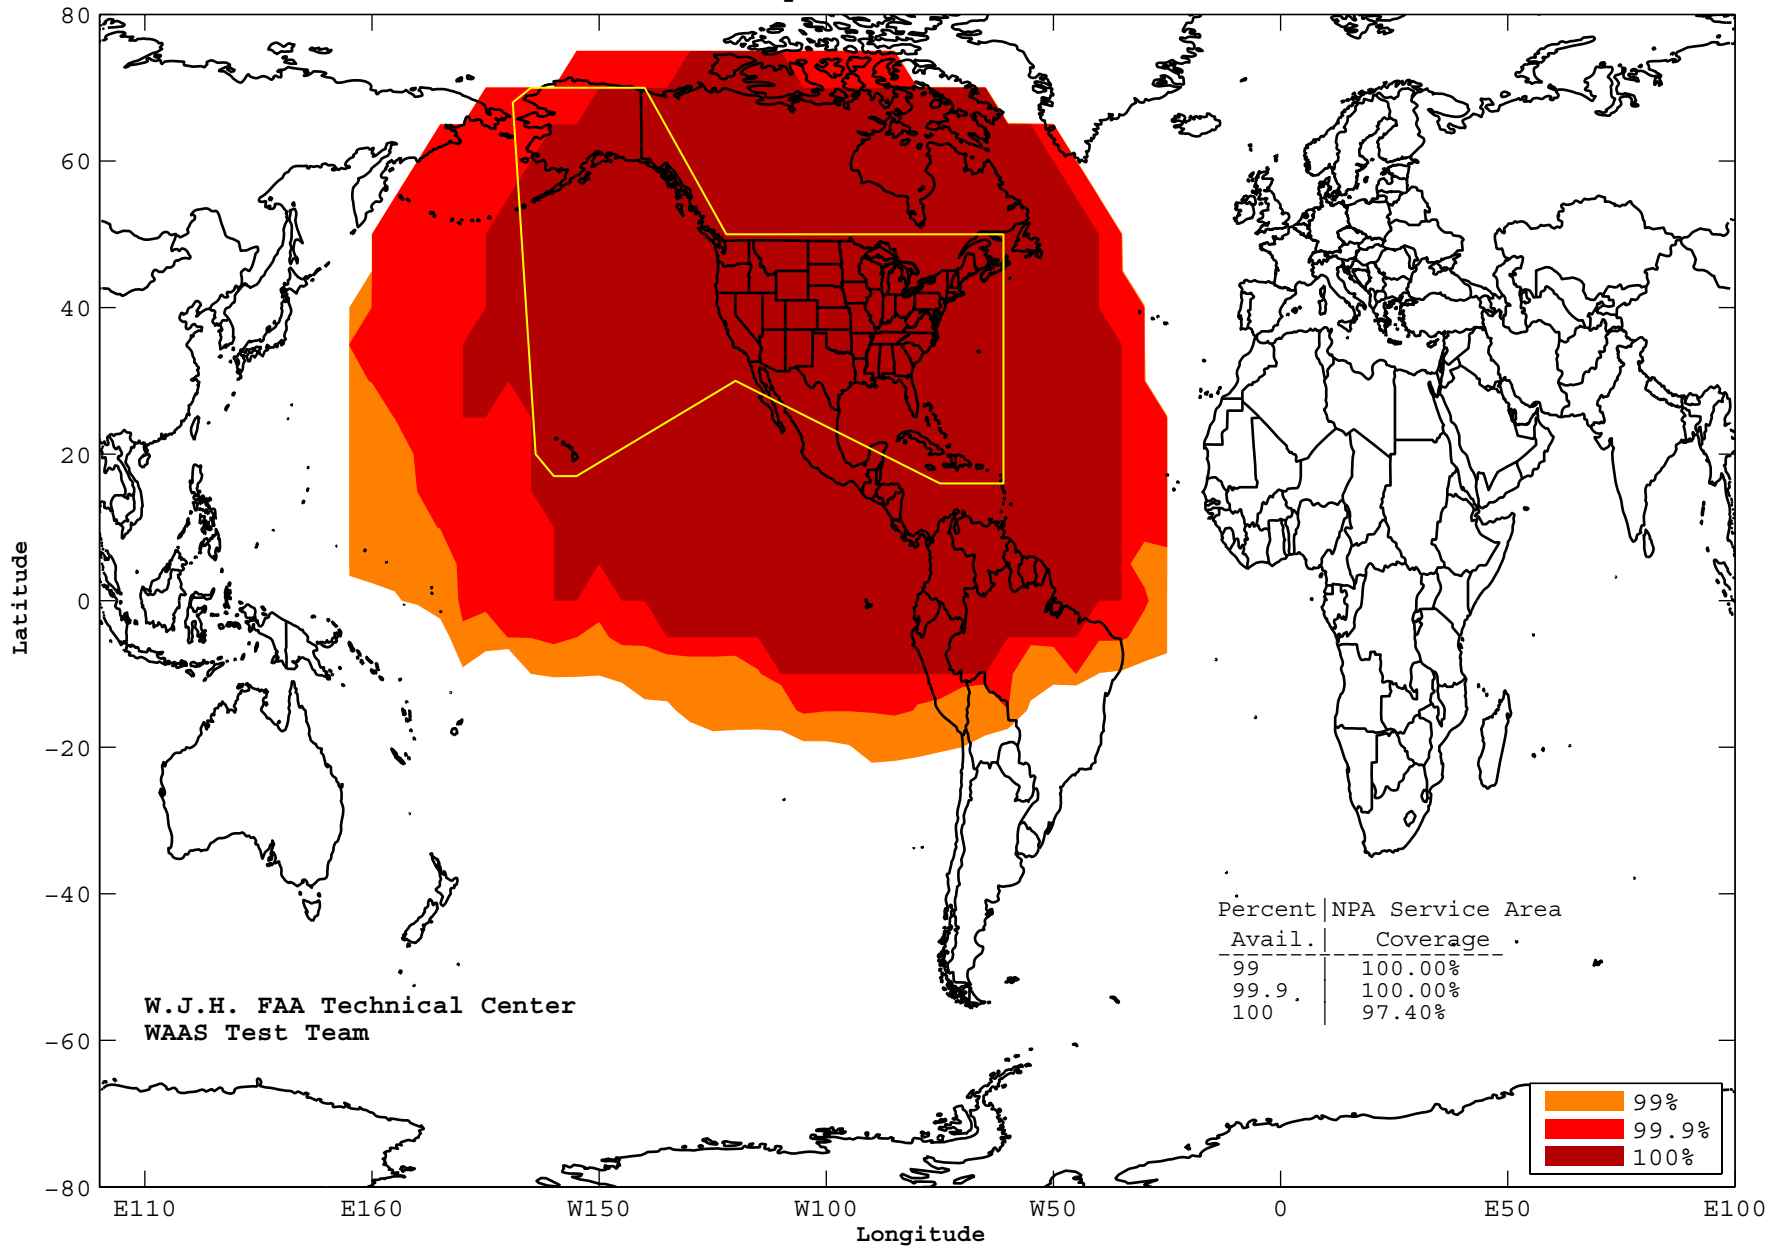 80
60
40
20
0
-20
-40
-60
-80
Latitude
E110
E160
W150
W100
W50
0
E50
E100
Longitude
W.J.H. FAA Technical Center
WAAS Test Team
Percent|NPA Service Area
Avail.| Coverage
99 | 100.00%
99.9 | 100.00%
100 | 97.40%
99%
99.9%
100%